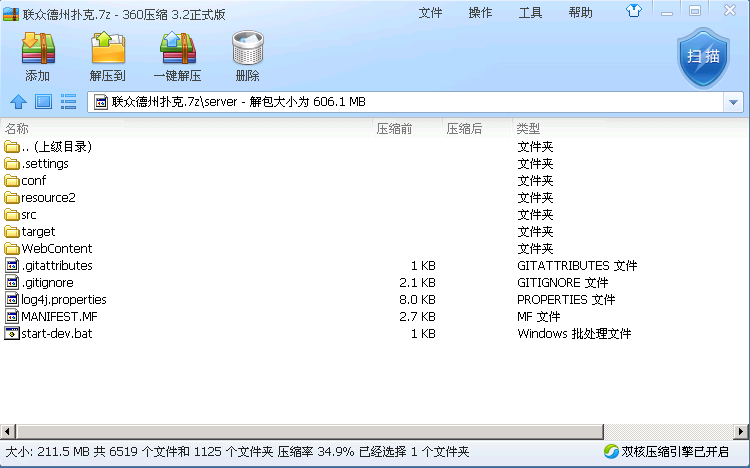 联众德州扑克.7z - 360压缩 3.2正式版 文件 操作 工具 帮助
添加 解压到 一键解压 删除 扫描
联众德州扑克.7z\server - 解包大小为 606.1 MB
名称 压缩前 压缩后 类型
.. (上级目录) 文件夹
.settings 文件夹
conf 文件夹
resource2 文件夹
src 文件夹
target 文件夹
WebContent 文件夹
.gitattributes 1 KB GITATTRIBUTES 文件
.gitignore 2.1 KB GITIGNORE 文件
log4j.properties 8.0 KB PROPERTIES 文件
MANIFEST.MF 2.7 KB MF 文件
start-dev.bat 1 KB Windows 批处理文件
大小: 211.5 MB 共 6519 个文件和 1125 个文件夹 压缩率 34.9% 已经选择 1 个文件夹 双核压缩引擎已开启